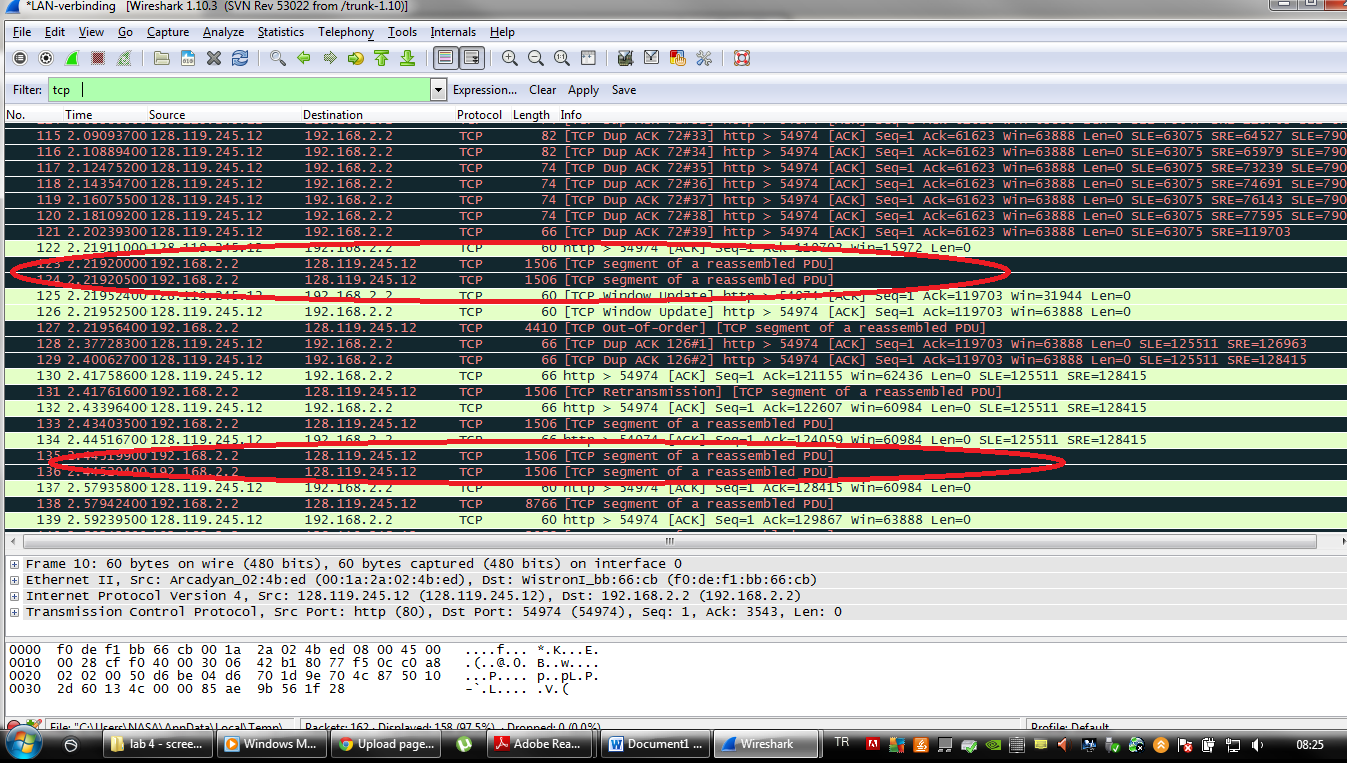 *LAN-verbinding [Wireshark 1.10.3 (SVN Rev 53022 from /trunk-1.10)]
File Edit View Go Capture Analyze Statistics Telephony Tools Internals Help
Filter: tcp Expression... Clear Apply Save
No. Time Source Destination Protocol Length Info
115 2.09093700 128.119.245.12 192.168.2.2 TCP 82 [TCP Dup ACK 72#33] http > 54974 [ACK] Seq=1 Ack=61623 Win=63888 Len=0 SLE=63075 SRE=64527 SLE=790
116 2.10889400 128.119.245.12 192.168.2.2 TCP 82 [TCP Dup ACK 72#34] http > 54974 [ACK] Seq=1 Ack=61623 Win=63888 Len=0 SLE=63075 SRE=65979 SLE=790
117 2.12475200 128.119.245.12 192.168.2.2 TCP 74 [TCP Dup ACK 72#35] http > 54974 [ACK] Seq=1 Ack=61623 Win=63888 Len=0 SLE=63075 SRE=73239 SLE=790
118 2.14354700 128.119.245.12 192.168.2.2 TCP 74 [TCP Dup ACK 72#36] http > 54974 [ACK] Seq=1 Ack=61623 Win=63888 Len=0 SLE=63075 SRE=74691 SLE=790
119 2.16075500 128.119.245.12 192.168.2.2 TCP 74 [TCP Dup ACK 72#37] http > 54974 [ACK] Seq=1 Ack=61623 Win=63888 Len=0 SLE=63075 SRE=76143 SLE=790
120 2.18109200 128.119.245.12 192.168.2.2 TCP 74 [TCP Dup ACK 72#38] http > 54974 [ACK] Seq=1 Ack=61623 Win=63888 Len=0 SLE=63075 SRE=77595 SLE=790
121 2.20239300 128.119.245.12 192.168.2.2 TCP 66 [TCP Dup ACK 72#39] http > 54974 [ACK] Seq=1 Ack=61623 Win=63888 Len=0 SLE=63075 SRE=119703
122 2.21911000 128.119.245.12 192.168.2.2 TCP 60 http > 54974 [ACK] Seq=1 Ack=119703 Win=15972 Len=0
123 2.21920000 192.168.2.2 128.119.245.12 TCP 1506 [TCP segment of a reassembled PDU]
124 2.21920500 192.168.2.2 128.119.245.12 TCP 1506 [TCP segment of a reassembled PDU]
125 2.21952400 128.119.245.12 192.168.2.2 TCP 60 [TCP Window Update] http > 54974 [ACK] Seq=1 Ack=119703 Win=31944 Len=0
126 2.21952500 128.119.245.12 192.168.2.2 TCP 60 [TCP Window Update] http > 54974 [ACK] Seq=1 Ack=119703 Win=63888 Len=0
127 2.21956400 192.168.2.2 128.119.245.12 TCP 4410 [TCP Out-Of-Order] [TCP segment of a reassembled PDU]
128 2.37728300 128.119.245.12 192.168.2.2 TCP 66 [TCP Dup ACK 126#1] http > 54974 [ACK] Seq=1 Ack=119703 Win=63888 Len=0 SLE=125511 SRE=126963
129 2.40062700 128.119.245.12 192.168.2.2 TCP 66 [TCP Dup ACK 126#2] http > 54974 [ACK] Seq=1 Ack=119703 Win=63888 Len=0 SLE=125511 SRE=128415
130 2.41758600 128.119.245.12 192.168.2.2 TCP 66 http > 54974 [ACK] Seq=1 Ack=121155 Win=62436 Len=0 SLE=125511 SRE=128415
131 2.41761600 192.168.2.2 128.119.245.12 TCP 1506 [TCP Retransmission] [TCP segment of a reassembled PDU]
132 2.43396400 128.119.245.12 192.168.2.2 TCP 66 http > 54974 [ACK] Seq=1 Ack=122607 Win=60984 Len=0 SLE=125511 SRE=128415
133 2.43403500 192.168.2.2 128.119.245.12 TCP 1506 [TCP segment of a reassembled PDU]
134 2.44516700 128.119.245.12 192.168.2.2 TCP 66 http > 54974 [ACK] Seq=1 Ack=124059 Win=60984 Len=0 SLE=125511 SRE=128415
135 192.168.2.2 128.119.245.12 TCP 1506 [TCP segment of a reassembled PDU]
136 192.168.2.2 128.119.245.12 TCP 1506 [TCP segment of a reassembled PDU]
137 2.57935800 128.119.245.12 192.168.2.2 TCP 60 http > 54974 [ACK] Seq=1 Ack=128415 Win=60984 Len=0
138 2.57942400 192.168.2.2 128.119.245.12 TCP 8766 [TCP segment of a reassembled PDU]
139 2.59239500 128.119.245.12 192.168.2.2 TCP 60 http > 54974 [ACK] Seq=1 Ack=129867 Win=63888 Len=0
Frame 10: 60 bytes on wire (480 bits), 60 bytes captured (480 bits) on interface 0
Ethernet II, Src: Arcadyan_02:4b:ed (00:1a:2a:02:4b:ed), Dst: WistronI_bb:66:cb (f0:de:f1:bb:66:cb)
Internet Protocol Version 4, Src: 128.119.245.12 (128.119.245.12), Dst: 192.168.2.2 (192.168.2.2)
Transmission Control Protocol, Src Port: http (80), Dst Port: 54974 (54974), Seq: 1, Ack: 3543, Len: 0
0000 f0 de f1 bb 66 cb 00 1a 2a 02 4b ed 08 00 45 00 ....f... *.K...E.
0010 00 28 cf f0 40 00 30 06 42 b1 80 77 f5 0c c0 a8 .(..@.0. B..w....
0020 02 02 00 50 d6 be 04 d6 70 1d 9e 70 4c 87 50 10 ...P.... p..pL.P.
0030 2d 60 13 4c 00 00 85 ae 9b 56 1f 28 -`.L.... .V.(
File: "C:\Users\NASA\AppData\Local\Temp\ Packets: 162 · Displayed: 158 (97.5%) · Dropped: 0 (0.0%) Profile: Default
lab 4 - scree... Windows M... Upload page... Adobe Rea... Document1 ... Wireshark TR 08:25